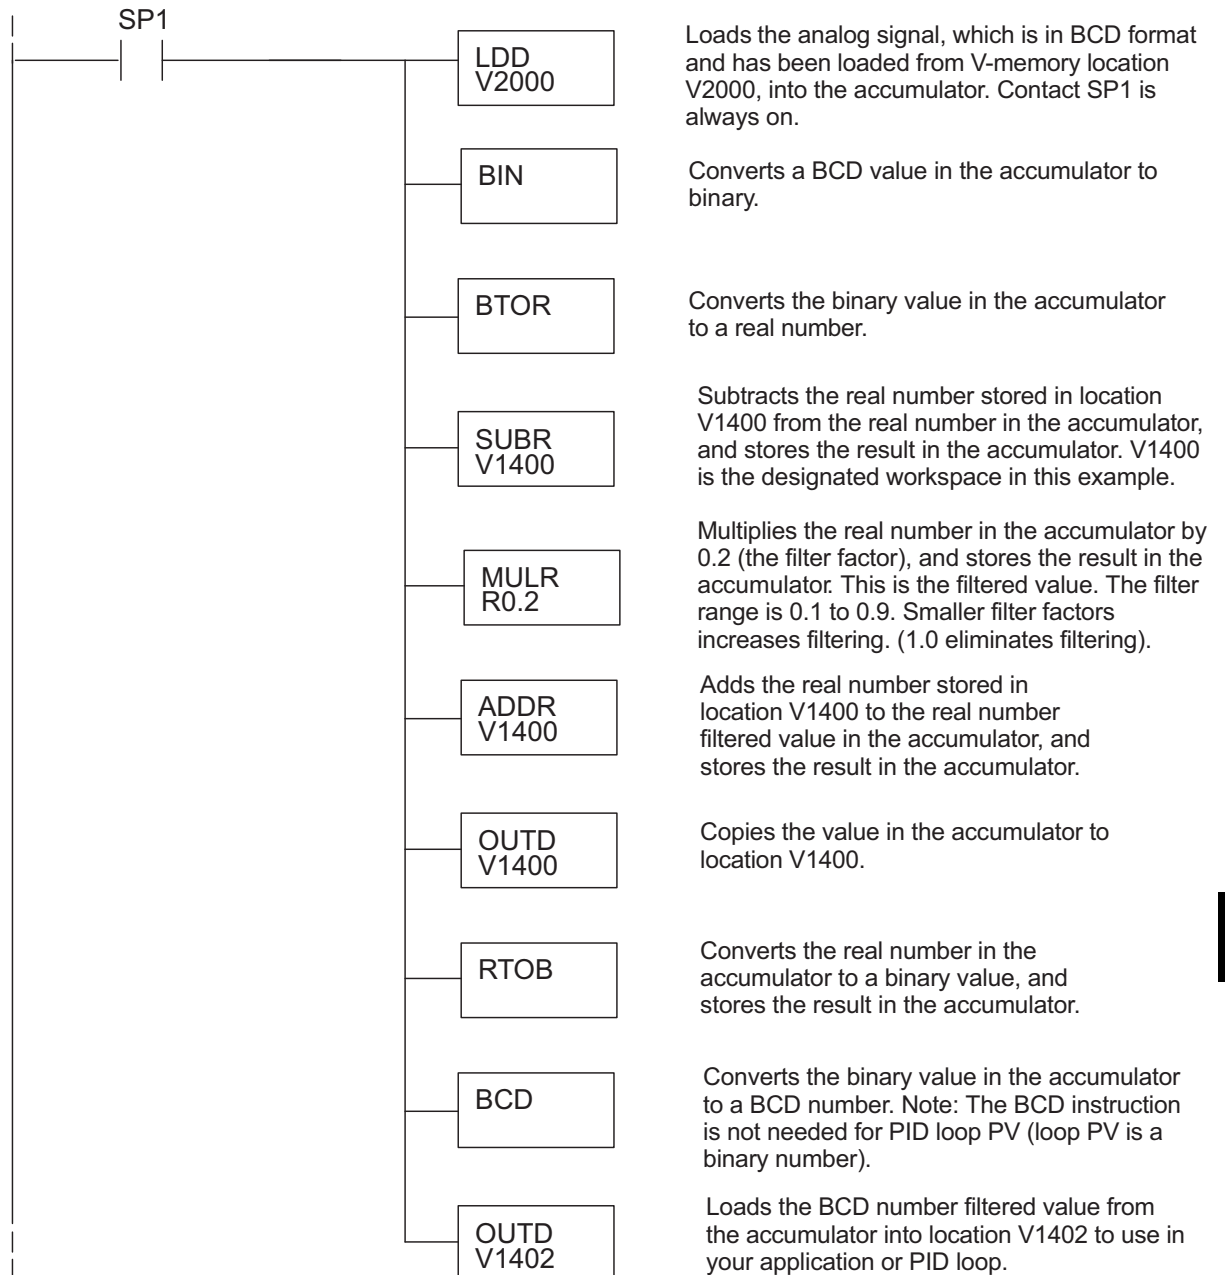 SP1
LDD
V2000
Loads the analog signal, which is in BCD format
and has been loaded from V-memory location
V2000, into the accumulator. Contact SP1 is
always on.
BIN
Converts a BCD value in the accumulator to
binary.
BTOR
Converts the binary value in the accumulator
to a real number.
SUBR
V1400
Subtracts the real number stored in location
V1400 from the real number in the accumulator,
and stores the result in the accumulator. V1400
is the designated workspace in this example.
MULR
R0.2
Multiplies the real number in the accumulator by
0.2 (the filter factor), and stores the result in the
accumulator. This is the filtered value. The filter
range is 0.1 to 0.9. Smaller filter factors
increases filtering. (1.0 eliminates filtering).
ADDR
V1400
Adds the real number stored in
location V1400 to the real number
filtered value in the accumulator, and
stores the result in the accumulator.
OUTD
V1400
Copies the value in the accumulator to
location V1400.
RTOB
Converts the real number in the
accumulator to a binary value, and
stores the result in the accumulator.
BCD
Converts the binary value in the accumulator
to a BCD number. Note: The BCD instruction
is not needed for PID loop PV (loop PV is a
binary number).
OUTD
V1402
Loads the BCD number filtered value from
the accumulator into location V1402 to use in
your application or PID loop.